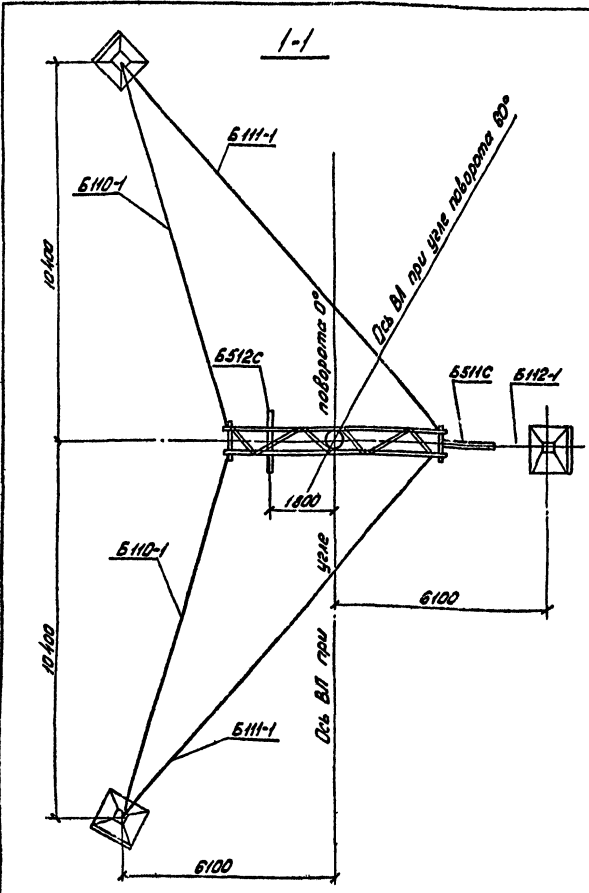 1-1
Б111-1
Б110-1
10400
Ось ВЛ при угле поворота 60°
поворота 0°
Б512С
Б511С
Б112-1
1800
Б110-1
угле
6100
10400
Ось ВЛ при
Б111-1
6100